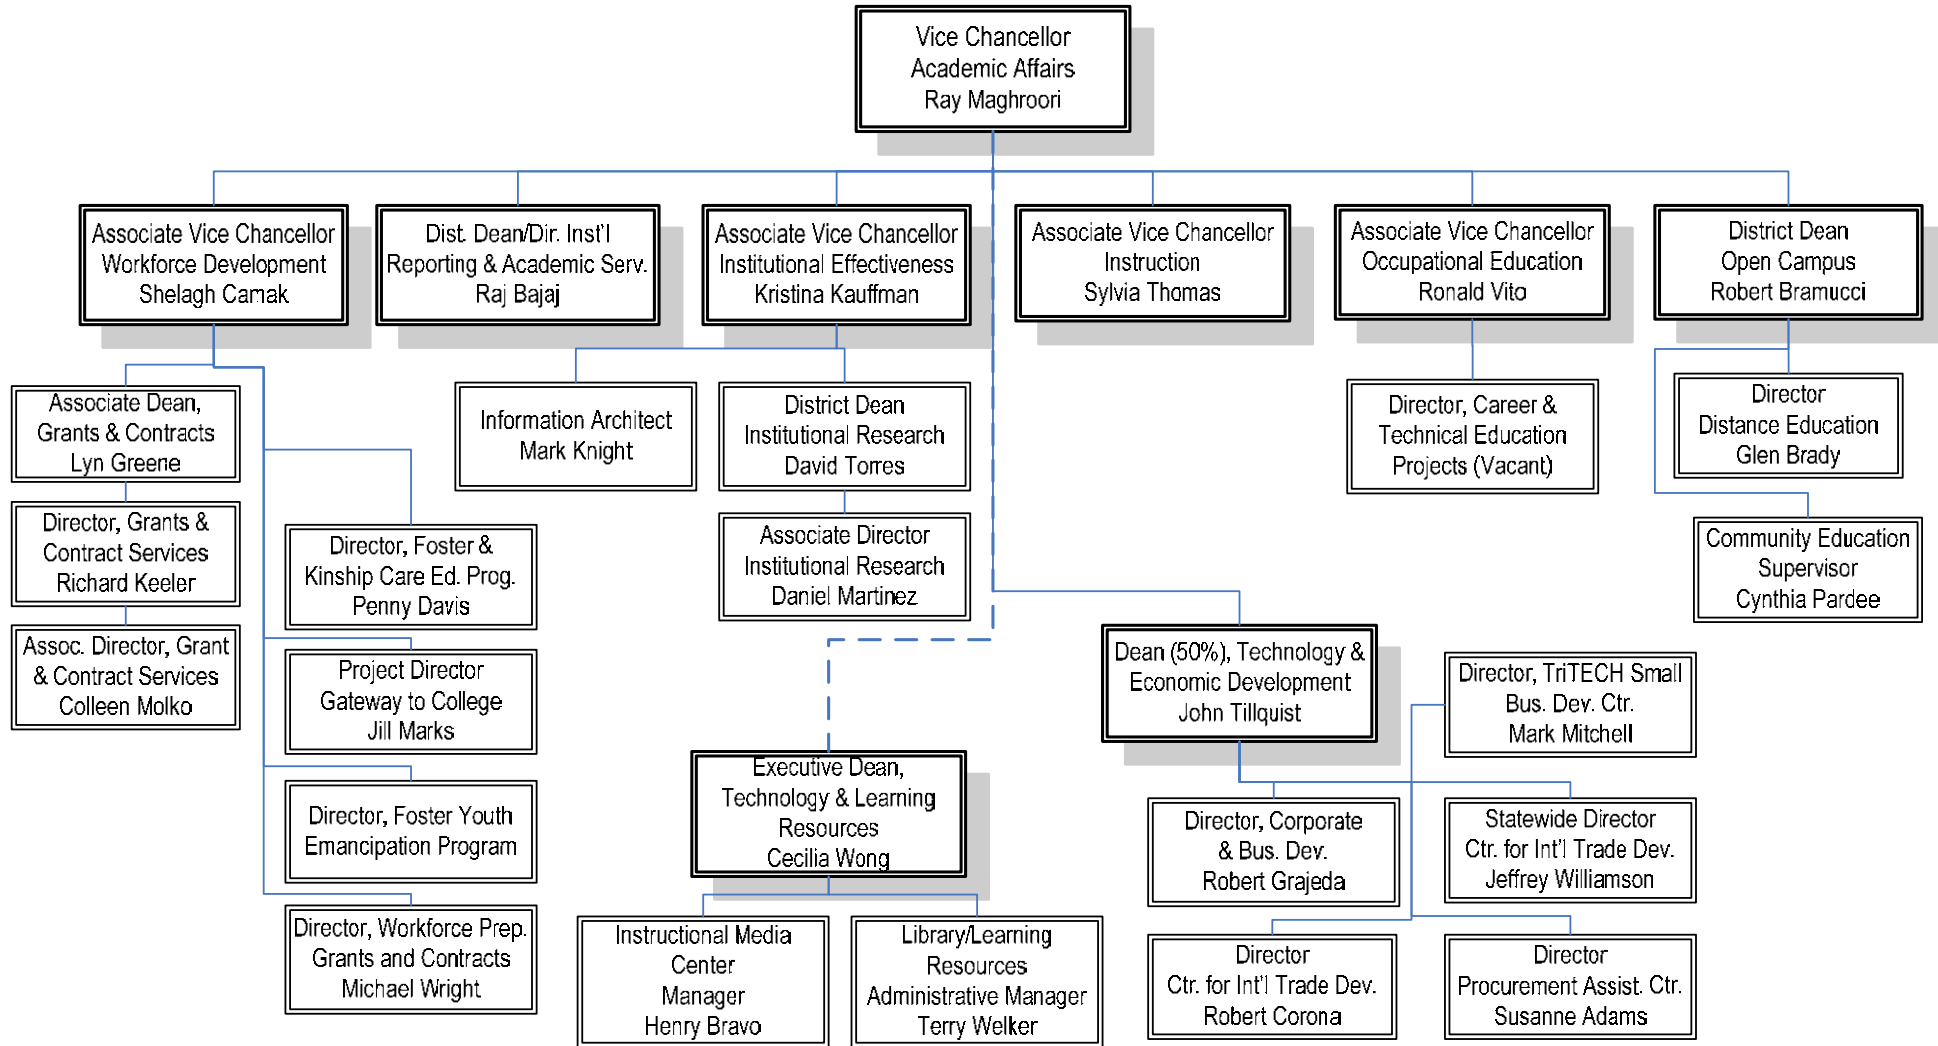 Vice Chancellor
Academic Affairs
Ray Maghroori
Associate Vice Chancellor
Workforce Development
Shelagh Camak
Dist. Dean/Dir. Inst'l
Reporting & Academic Serv.
Raj Bajaj
Associate Vice Chancellor
Institutional Effectiveness
Kristina Kauffman
Associate Vice Chancellor
Instruction
Sylvia Thomas
Associate Vice Chancellor
Occupational Education
Ronald Vito
District Dean
Open Campus
Robert Bramucci
Associate Dean,
Grants & Contracts
Lyn Greene
Information Architect
Mark Knight
District Dean
Institutional Research
David Torres
Director, Career &
Technical Education
Projects (Vacant)
Director
Distance Education
Glen Brady
Director, Grants &
Contract Services
Richard Keeler
Director, Foster &
Kinship Care Ed. Prog.
Penny Davis
Associate Director
Institutional Research
Daniel Martinez
Community Education
Supervisor
Cynthia Pardee
Assoc. Director, Grant
& Contract Services
Colleen Molko
Project Director
Gateway to College
Jill Marks
Dean (50%), Technology &
Economic Development
John Tillquist
Director, TriTECH Small
Bus. Dev. Ctr.
Mark Mitchell
Executive Dean,
Technology & Learning
Resources
Cecilia Wong
Director, Foster Youth
Emancipation Program
Director, Corporate
& Bus. Dev.
Robert Grajeda
Statewide Director
Ctr. for Int'l Trade Dev.
Jeffrey Williamson
Director, Workforce Prep.
Grants and Contracts
Michael Wright
Instructional Media
Center
Manager
Henry Bravo
Library/Learning
Resources
Administrative Manager
Terry Welker
Director
Ctr. for Int'l Trade Dev.
Robert Corona
Director
Procurement Assist. Ctr.
Susanne Adams